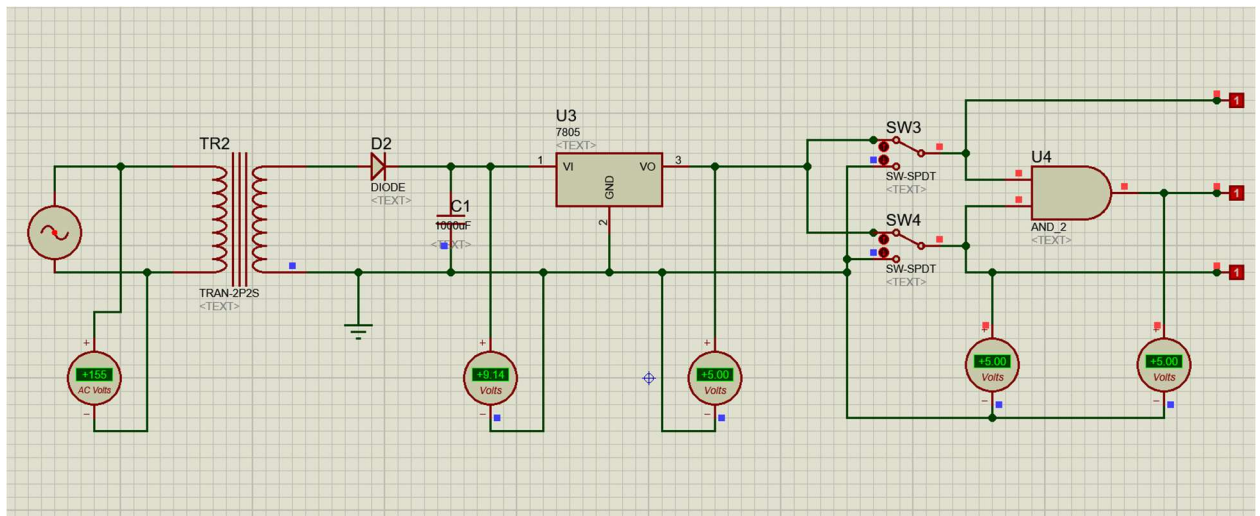 TR2
TRAN-2P2S
<TEXT>
+
+155
AC Volts
−
D2
DIODE
<TEXT>
C1
1000uF
<TEXT>
+
+9.14
Volts
−
U3
7805
<TEXT>
1
VI
VO
3
GND
2
+
+5.00
Volts
−
SW3
SW-SPDT
<TEXT>
SW4
SW-SPDT
<TEXT>
U4
AND_2
<TEXT>
1
1
1
+
+5.00
Volts
−
+
+5.00
Volts
−